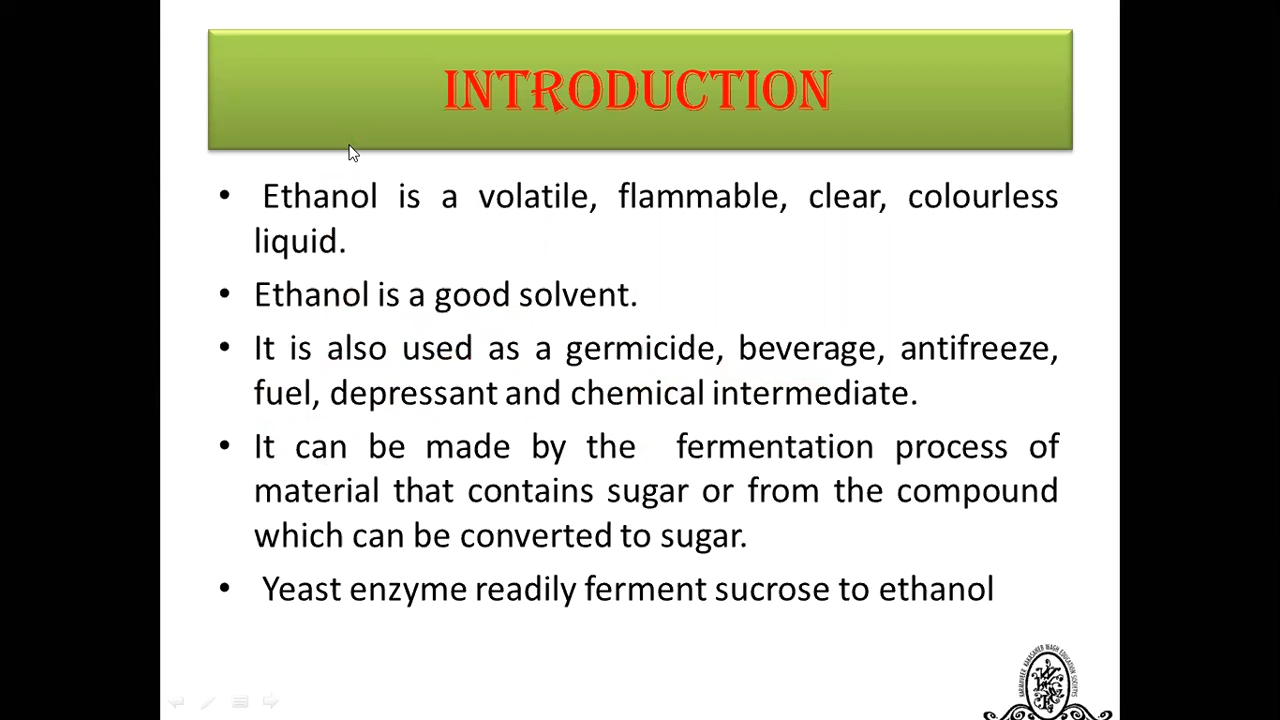 INTRODUCTION
• Ethanol is a volatile, flammable, clear, colourless
liquid.
• Ethanol is a good solvent.
• It is also used as a germicide, beverage, antifreeze,
fuel, depressant and chemical intermediate.
• It can be made by the fermentation process of
material that contains sugar or from the compound
which can be converted to sugar.
• Yeast enzyme readily ferment sucrose to ethanol